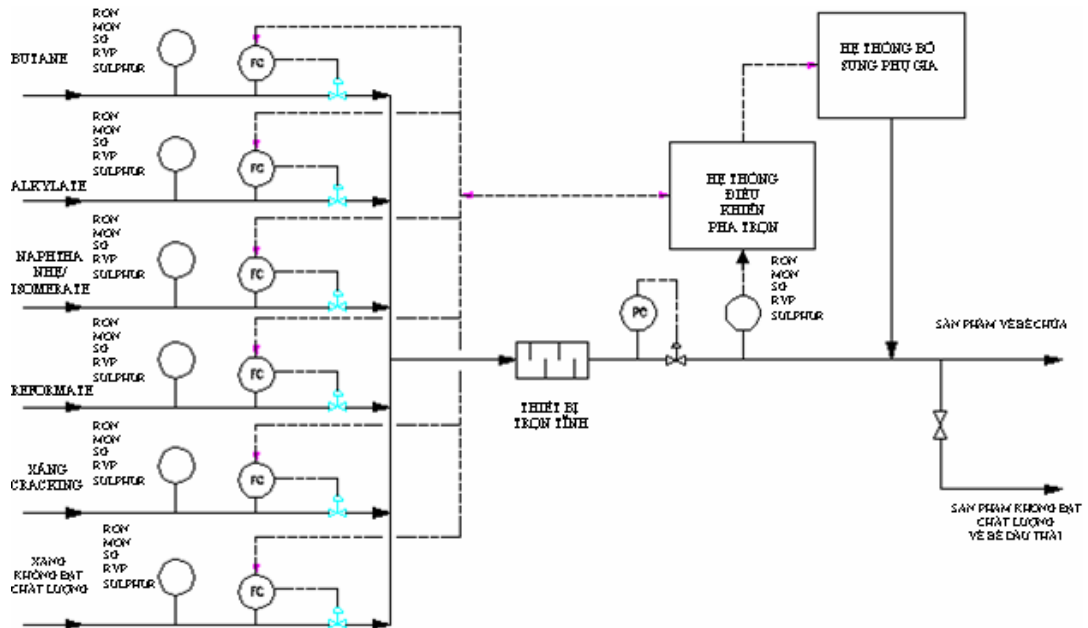 RON
MON
SG
RVP
SULPHUR
BUTANE
FC
RON
MON
SG
RVP
SULPHUR
ALKYLATE
FC
RON
MON
SG
RVP
SULPHUR
NAPHTHA
NHẸ/
ISOMERATE
FC
RON
MON
SG
RVP
SULPHUR
REFORMATE
FC
RON
MON
SG
RVP
SULPHUR
XĂNG
CRACKING
FC
RON
MON
SG
RVP
SULPHUR
XĂNG
KHÔNG ĐẠT
CHẤT LƯỢNG
FC
HỆ THỐNG BỔ
SUNG PHỤ GIA
HỆ THỐNG
ĐIỀU
KHIỂN
PHA TRỘN
RON
MON
SG
RVP
SULPHUR
PC
THIẾT BỊ
TRỘN TĨNH
SẢN PHẨM VỀ BỂ CHỨA
SẢN PHẨM KHÔNG ĐẠT
CHẤT LƯỢNG
VỀ BỂ DẦU THẢI